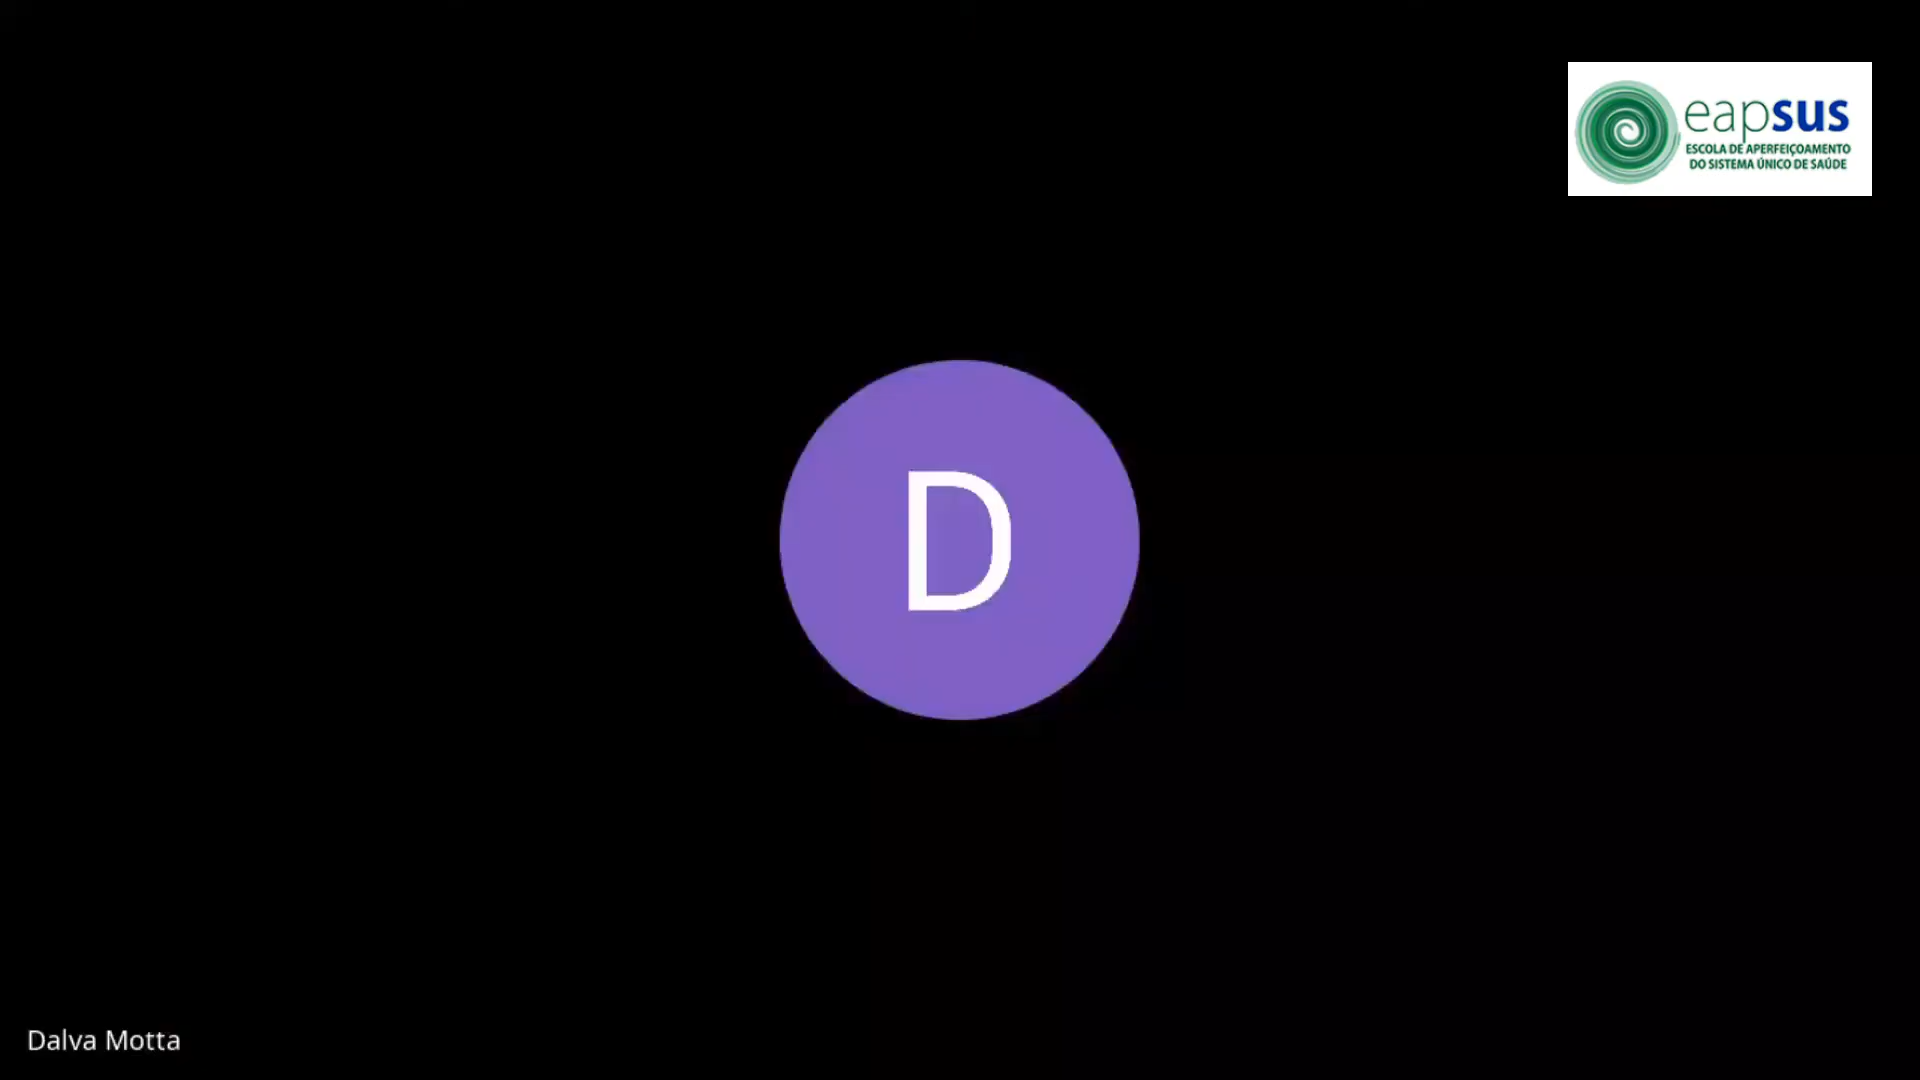 eapsus
ESCOLA DE APERFEIÇOAMENTO
DO SISTEMA ÚNICO DE SAÚDE
D
Dalva Motta